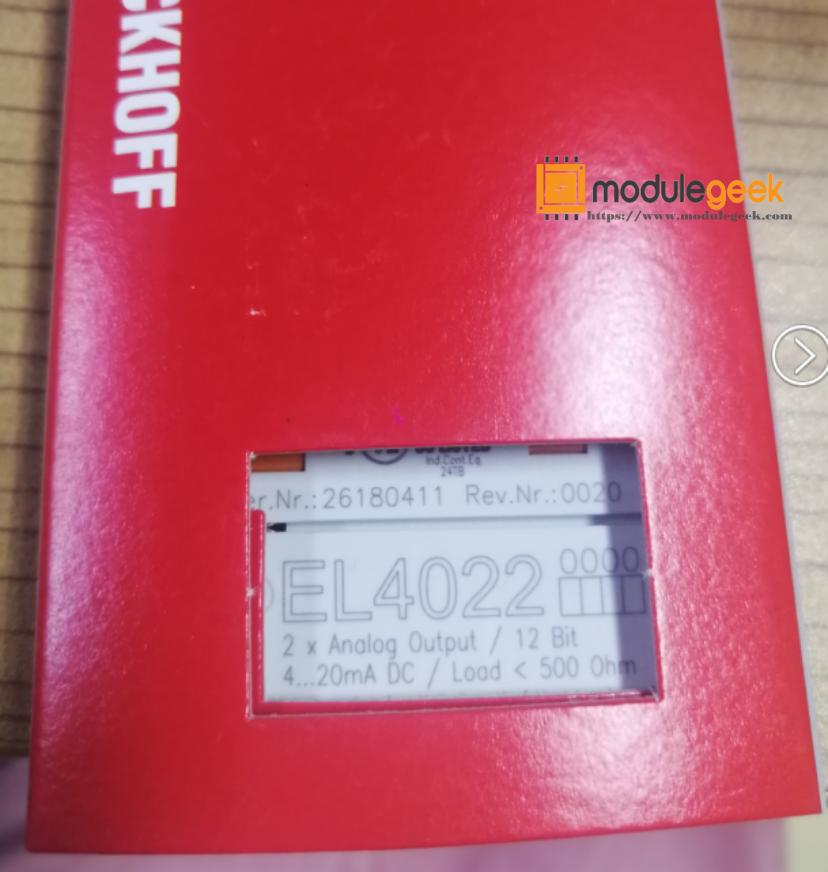 CKHOFF
modulegeek
https://www.modulegeek.com
Ind.Cont.Eq.
24TB
er.Nr.:26180411 Rev.Nr.:0020
EL4022 0000
2 x Analog Output / 12 Bit
4...20mA DC / Load < 500 Ohm